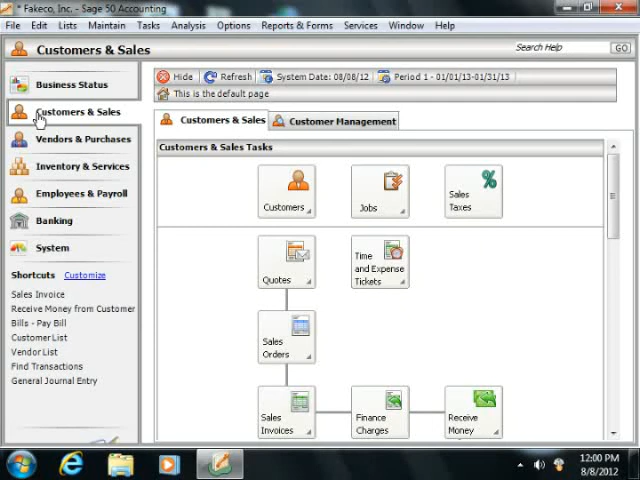 * Fakeco, Inc. - Sage 50 Accounting
File Edit Lists Maintain Tasks Analysis Options Reports & Forms Services Window Help
Customers & Sales
Search Help
GO
Business Status
Customers & Sales
Vendors & Purchases
Inventory & Services
Employees & Payroll
Banking
System
Shortcuts Customize
Sales Invoice
Receive Money from Customer
Bills - Pay Bill
Customer List
Vendor List
Find Transactions
General Journal Entry
Hide Refresh System Date: 08/08/12 Period 1 - 01/01/13-01/31/13
This is the default page
Customers & Sales Customer Management
Customers & Sales Tasks
Customers
Jobs
Sales
Taxes
Quotes
Time
and Expense
Tickets
Sales
Orders
Sales
Invoices
Finance
Charges
Receive
Money
12:00 PM
8/8/2012